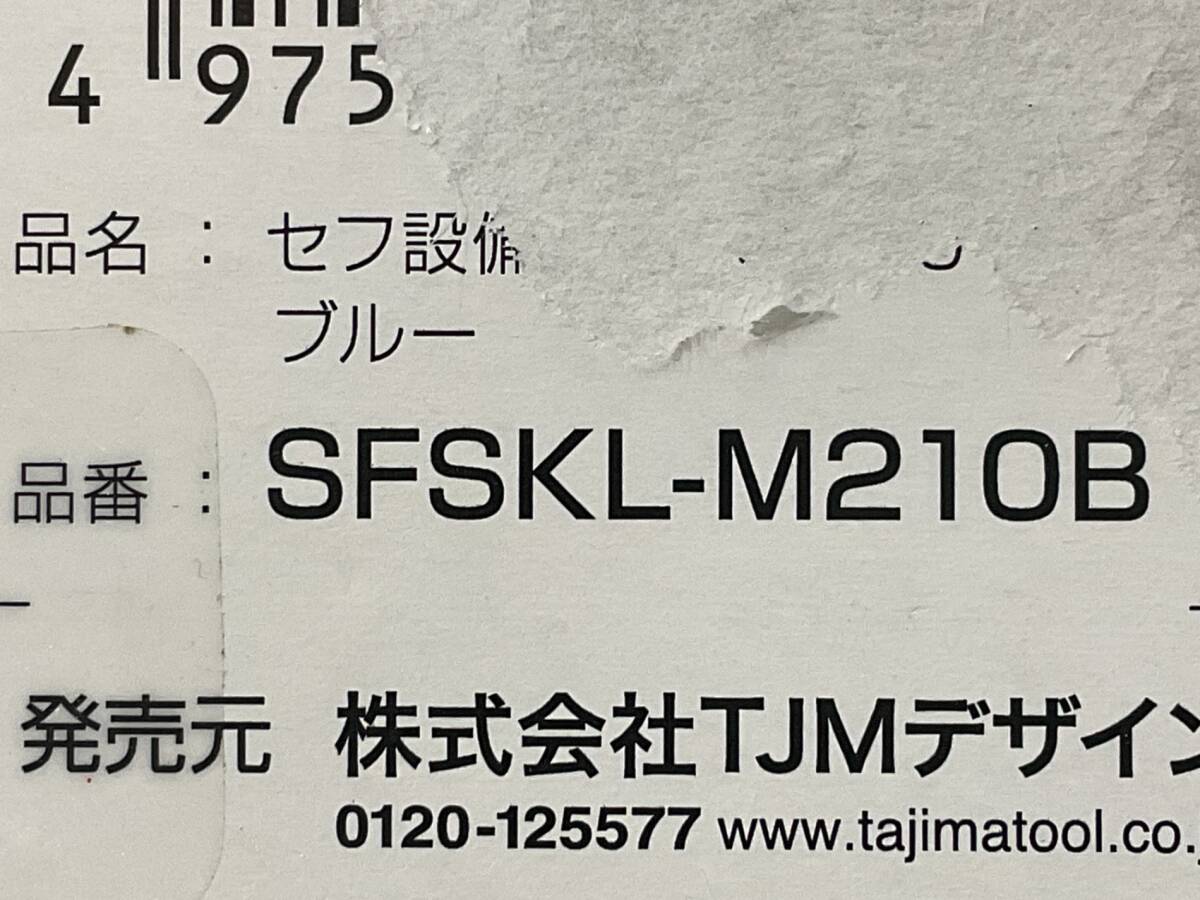 4 975
品名 : セフ設備
ブルー
品番 : SFSKL-M210B
発売元 株式会社TJMデザイン
0120-125577 www.tajimatool.co.